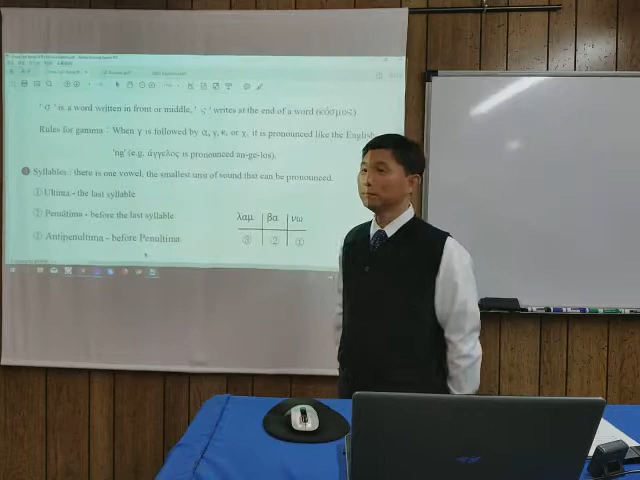 ' σ ' is a word written in front or middle, ' ς ' writes at the end of a word (κόσμος).
Rules for gamma : When γ is followed by α, γ, κ, or χ, it is pronounced like the English
'ng' (e.g. άγγελος is pronounced an-ge-los).
Syllables : there is one vowel, the smallest unit of sound that can be pronounced.
① Ultima - the last syllable
② Penultima - before the last syllable
③ Antipenultima - before Penultima
λαμ βα νω
③ ② ①